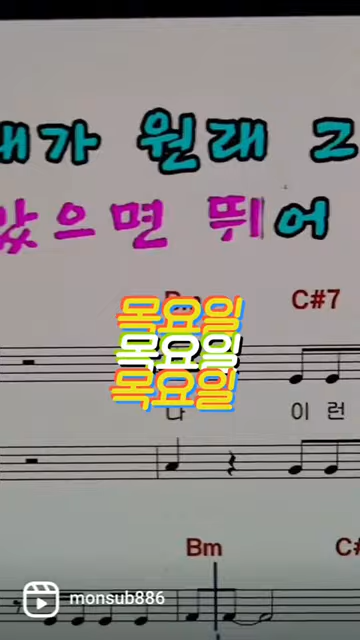 내가 원래 그
았으면 뛰어
C#7
목요일
목요일
목요일
나 이 런
Bm
monsub886